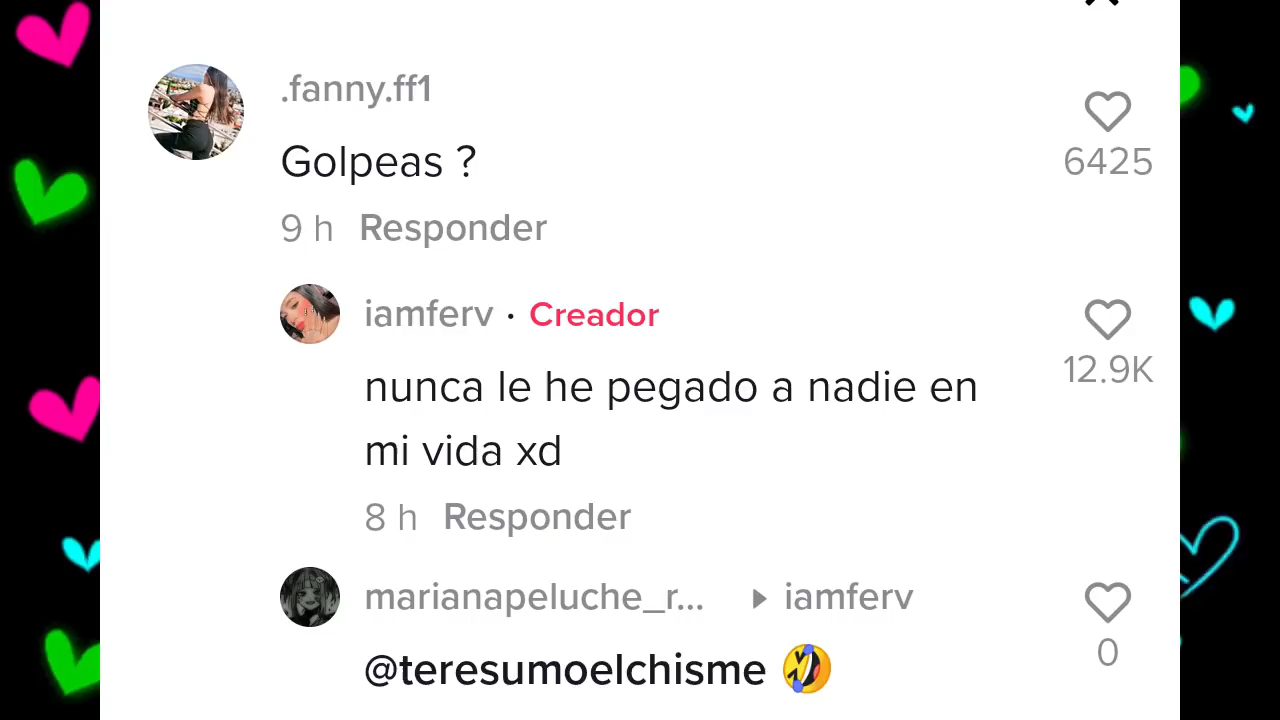 .fanny.ff1
6425
Golpeas ?
9 h Responder
iamferv · Creador
12.9K
nunca le he pegado a nadie en
mi vida xd
8 h Responder
marianapeluche_r... ▸ iamferv
0
@teresumoelchisme 🤣